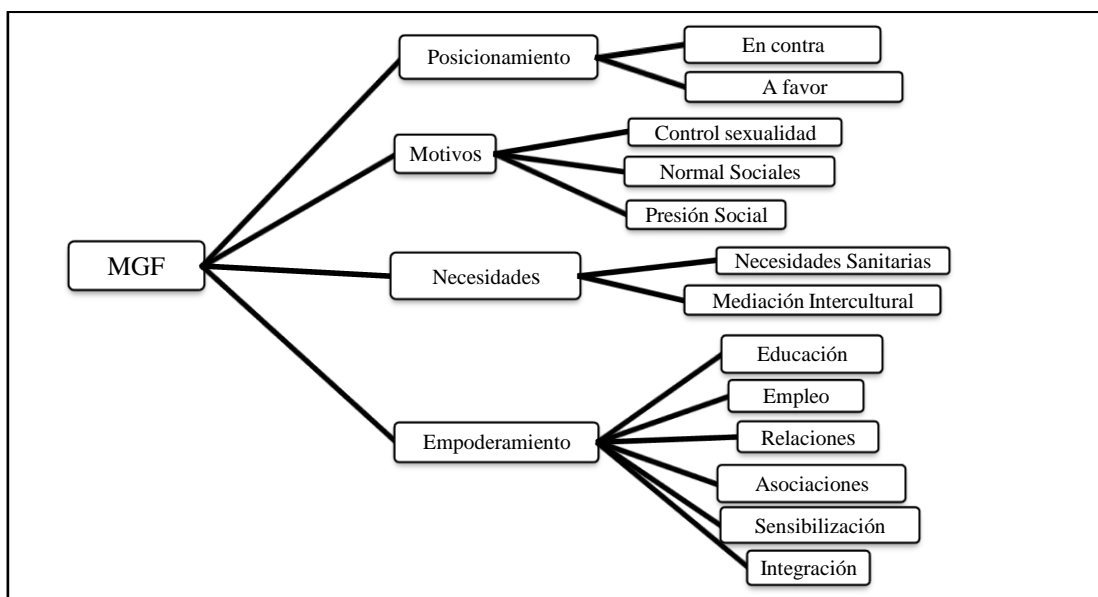 MGF
Posicionamiento
En contra
A favor
Motivos
Control sexualidad
Normal Sociales
Presión Social
Necesidades
Necesidades Sanitarias
Mediación Intercultural
Empoderamiento
Educación
Empleo
Relaciones
Asociaciones
Sensibilización
Integración